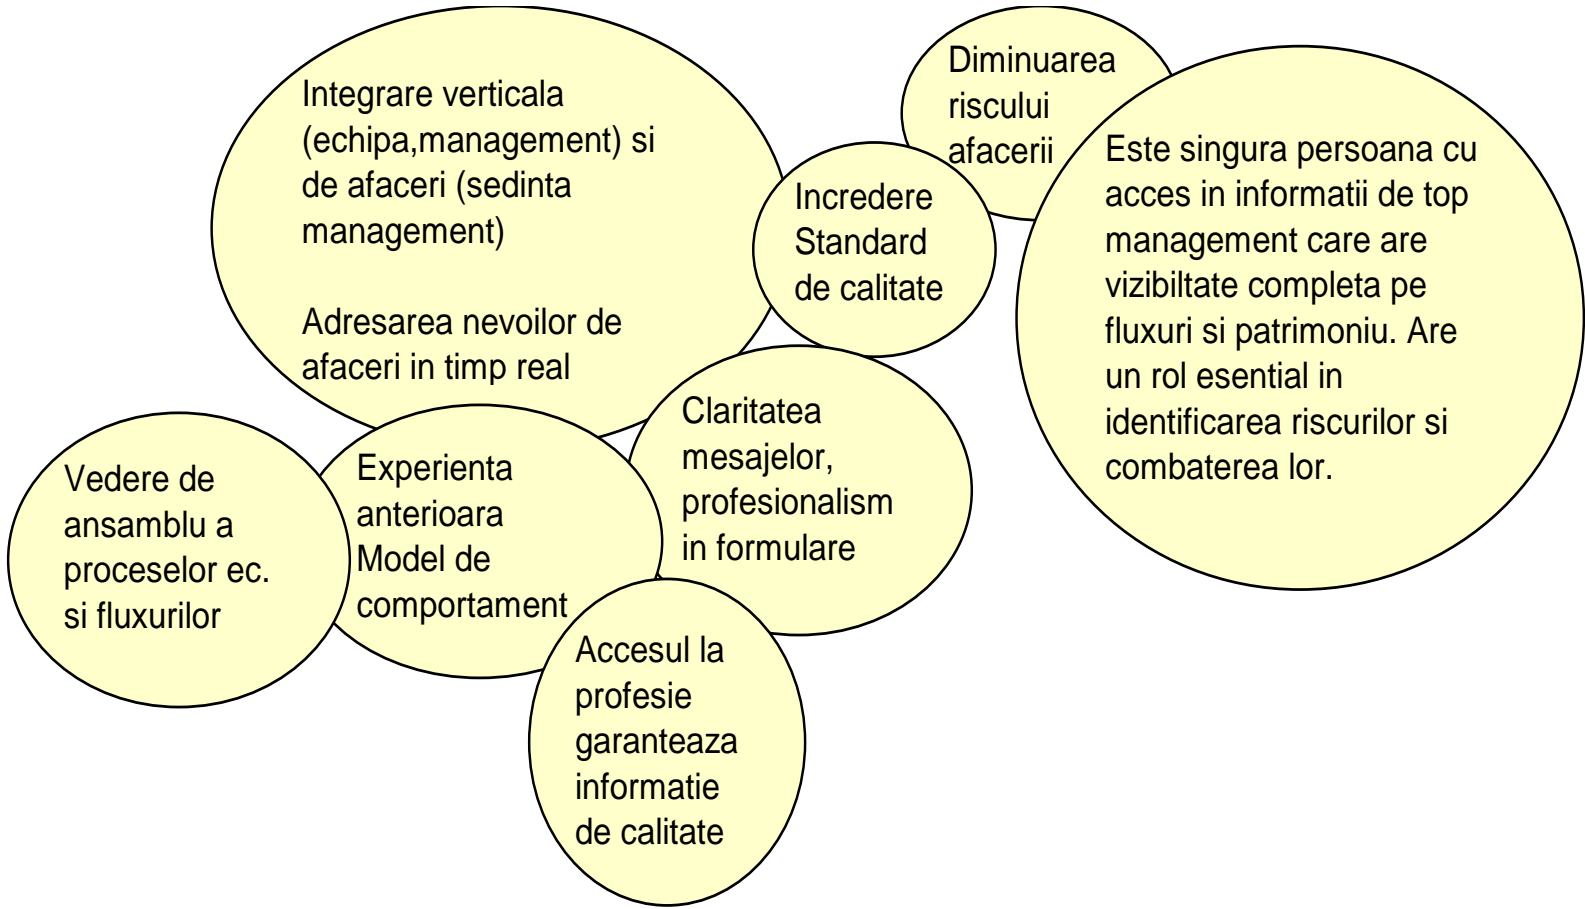 Integrare verticala
(echipa,management) si
de afaceri (sedinta
management)
Adresarea nevoilor de
afaceri in timp real
Diminuarea
riscului
afacerii
Incredere
Standard
de calitate
Este singura persoana cu
acces in informatii de top
management care are
vizibiltate completa pe
fluxuri si patrimoniu. Are
un rol esential in
identificarea riscurilor si
combaterea lor.
Vedere de
ansamblu a
proceselor ec.
si fluxurilor
Experienta
anterioara
Model de
comportament
Claritatea
mesajelor,
profesionalism
in formulare
Accesul la
profesie
garanteaza
informatie
de calitate